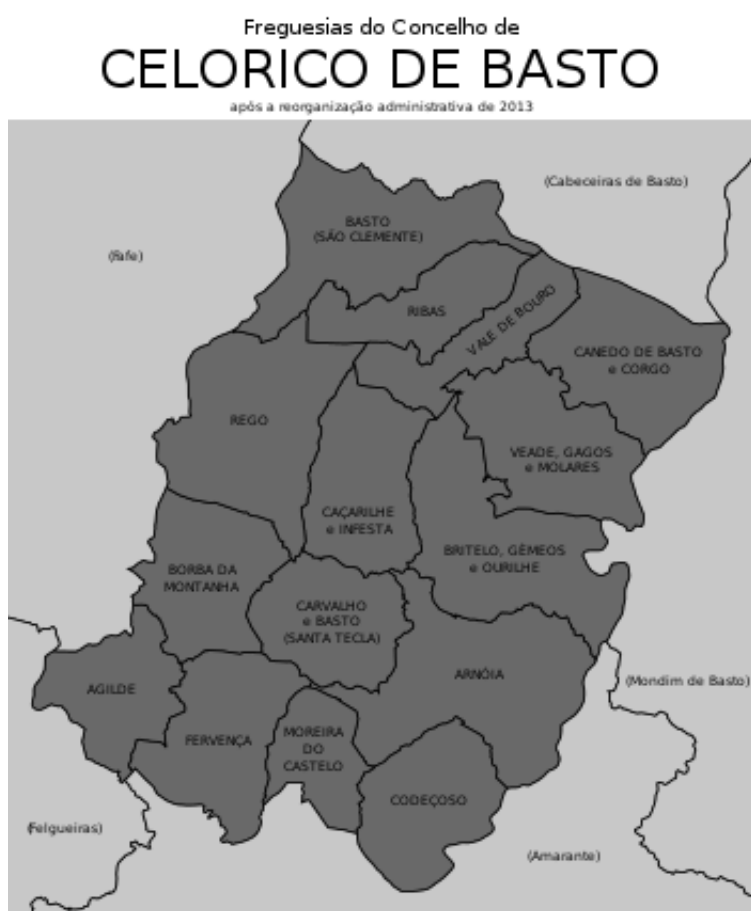 Freguesias do Concelho de
CELORICO DE BASTO
após a reorganização administrativa de 2013
(Cabeceiras de Basto)
BASTO
(SÃO CLEMENTE)
(Fafe)
RIBAS
VALE DE BOURO
CANEDO DE BASTO
e CORGO
REGO
VEADE, GAGOS
e MOLARES
CAÇARILHE
e INFESTA
BRITELO, GÉMEOS
e OURILHE
BORBA DA
MONTANHA
CARVALHO
e BASTO
(SANTA TECLA)
ARNÓIA
(Mondim de Basto)
AGILDE
FERVENÇA
MOREIRA
DO
CASTELO
CODEÇOSO
(Felgueiras)
(Amarante)